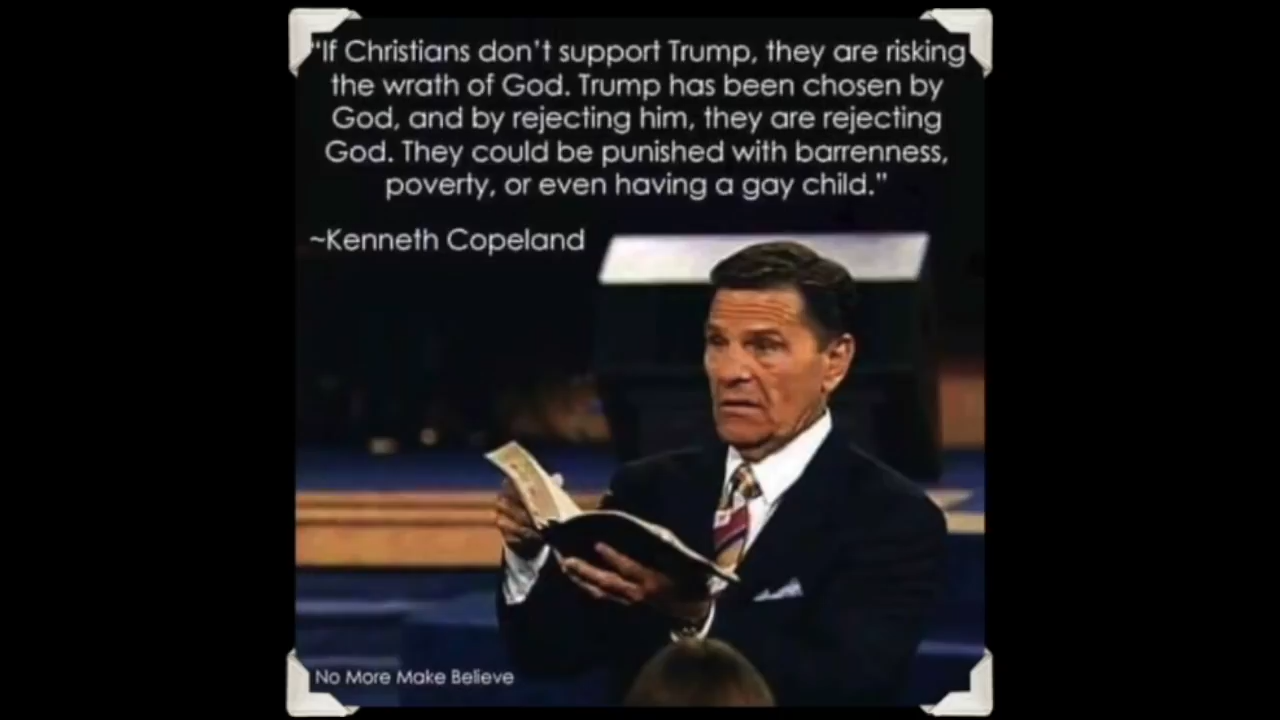 "If Christians don't support Trump, they are risking
the wrath of God. Trump has been chosen by
God, and by rejecting him, they are rejecting
God. They could be punished with barrenness,
poverty, or even having a gay child."
~Kenneth Copeland
No More Make Believe